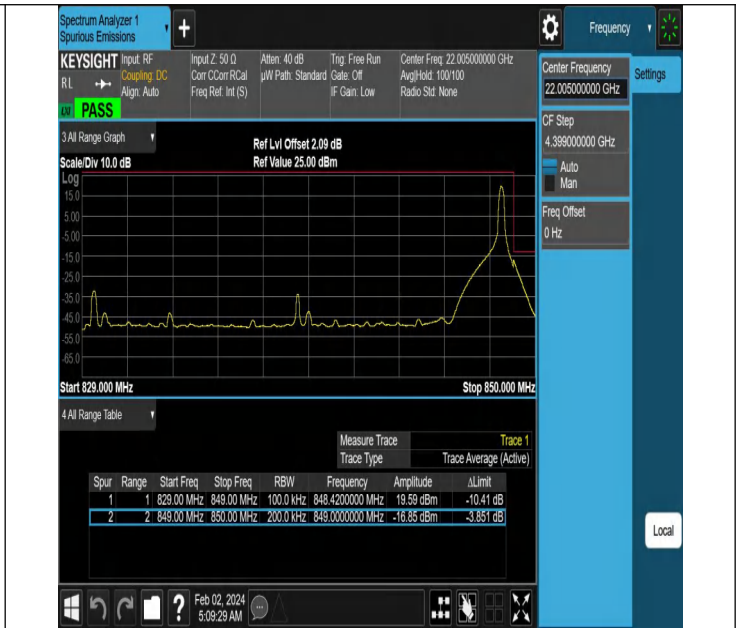 Spectrum Analyzer 1
Spurious Emissions
+
Frequency
KEYSIGHT Input: RF Input Z: 50 Ω Atten: 40 dB Trig: Free Run Center Freq: 22.005000000 GHz
RL Coupling: DC Corr CCorr RCal µW Path: Standard Gate: Off Avg|Hold: 100/100
Align: Auto Freq Ref: Int (S) IF Gain: Low Radio Std: None
PASS
Center Frequency
22.005000000 GHz
Settings
CF Step
4.399000000 GHz
Auto
Man
Freq Offset
0 Hz
3 All Range Graph
Ref Lvl Offset 2.09 dB
Scale/Div 10.0 dB Ref Value 25.00 dBm
Log
15.0
5.00
-5.00
-15.0
-25.0
-35.0
-45.0
-55.0
-65.0
Start 829.000 MHz Stop 850.000 MHz
4 All Range Table
Measure Trace Trace 1
Trace Type Trace Average (Active)
Spur Range Start Freq Stop Freq RBW Frequency Amplitude ΔLimit
1 1 829.00 MHz 849.00 MHz 100.0 kHz 848.4200000 MHz 19.59 dBm -10.41 dB
2 2 849.00 MHz 850.00 MHz 200.0 kHz 849.0000000 MHz -16.85 dBm -3.851 dB
Local
? Feb 02, 2024
5:09:29 AM